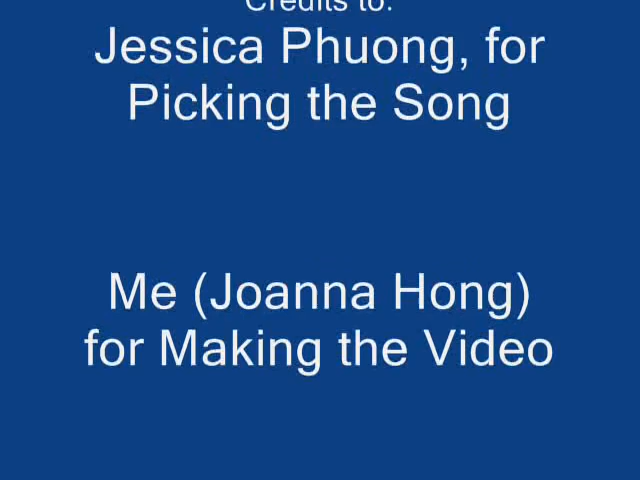 Credits to:
Jessica Phuong, for
Picking the Song
Me (Joanna Hong)
for Making the Video